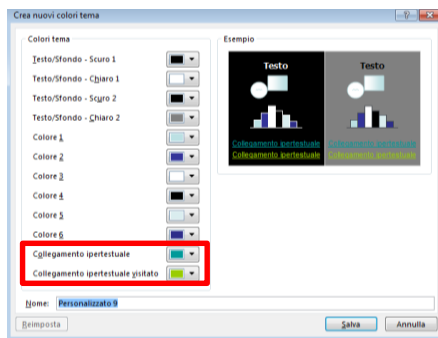 Crea nuovi colori tema
Colori tema
Testo/Sfondo - Scuro 1
Testo/Sfondo - Chiaro 1
Testo/Sfondo - Scuro 2
Testo/Sfondo - Chiaro 2
Colore 1
Colore 2
Colore 3
Colore 4
Colore 5
Colore 6
Collegamento ipertestuale
Collegamento ipertestuale visitato
Esempio
Testo
Testo
Collegamento ipertestuale
Collegamento ipertestuale
Collegamento ipertestuale
Collegamento ipertestuale
Nome: Personalizzato 9
Reimposta
Salva
Annulla